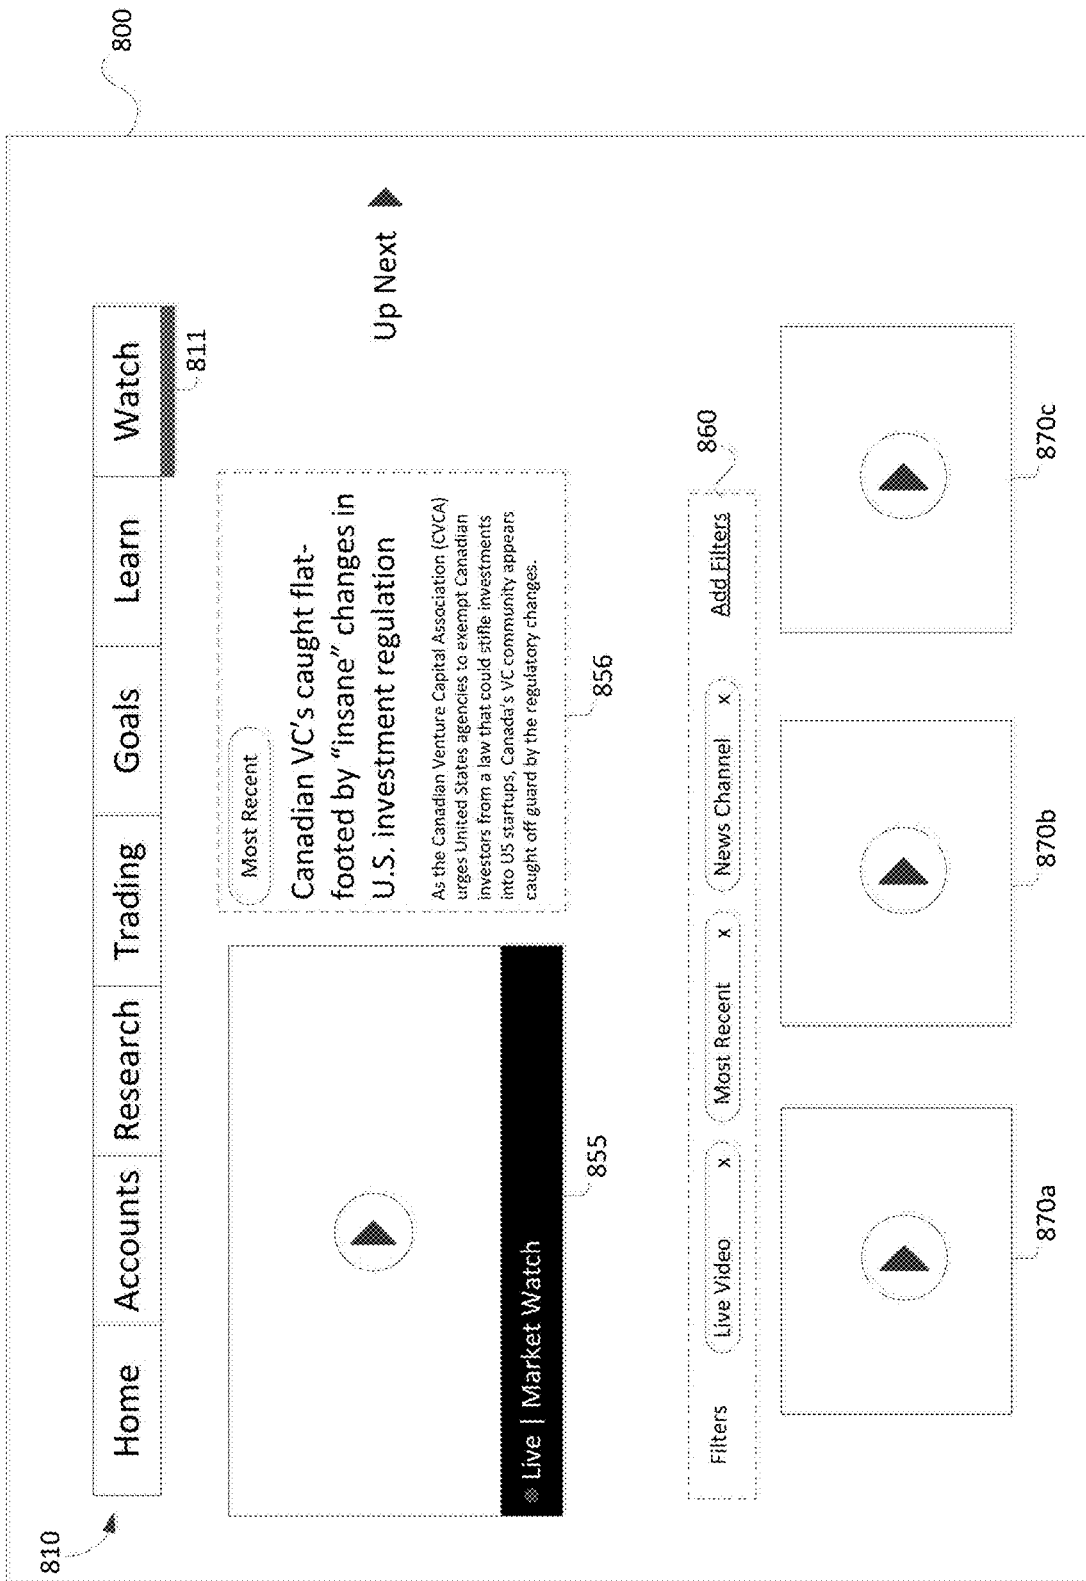 800
810
Home
Accounts
Research
Trading
Goals
Learn
Watch
811
Live | Market Watch
855
Most Recent
Canadian VC's caught flat-
footed by "insane" changes in
U.S. investment regulation
As the Canadian Venture Capital Association (CVCA)
urges United States agencies to exempt Canadian
investors from a law that could stifle investments
into US startups, Canada's VC community appears
caught off guard by the regulatory changes.
856
Up Next
Filters
Live Video x
Most Recent x
News Channel x
Add Filters
860
870a
870b
870c